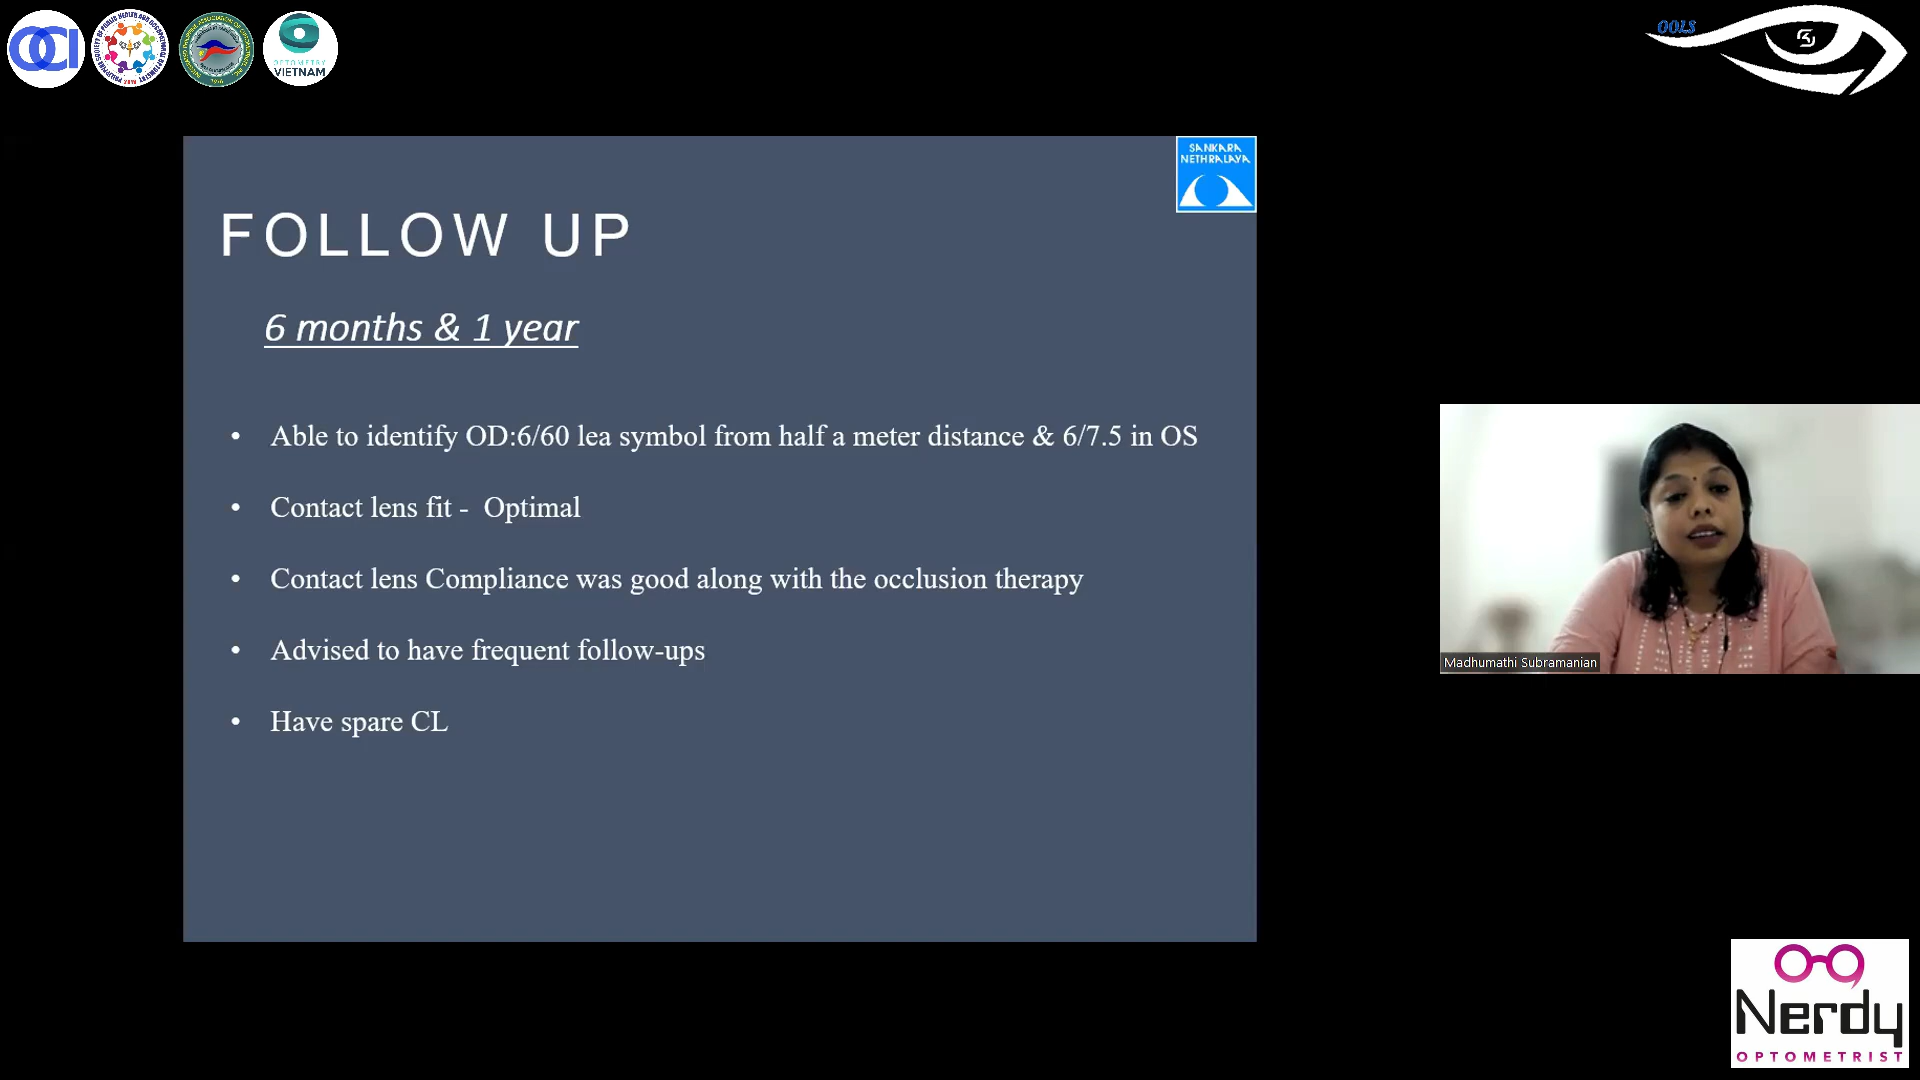 OCI
OPTOMETRY
VIETNAM
OOLS
SANKARA
NETHRALAYA
FOLLOW UP
6 months & 1 year
• Able to identify OD:6/60 lea symbol from half a meter distance & 6/7.5 in OS
• Contact lens fit - Optimal
• Contact lens Compliance was good along with the occlusion therapy
• Advised to have frequent follow-ups
• Have spare CL
Madhumathi Subramanian
Nerdy
OPTOMETRIST